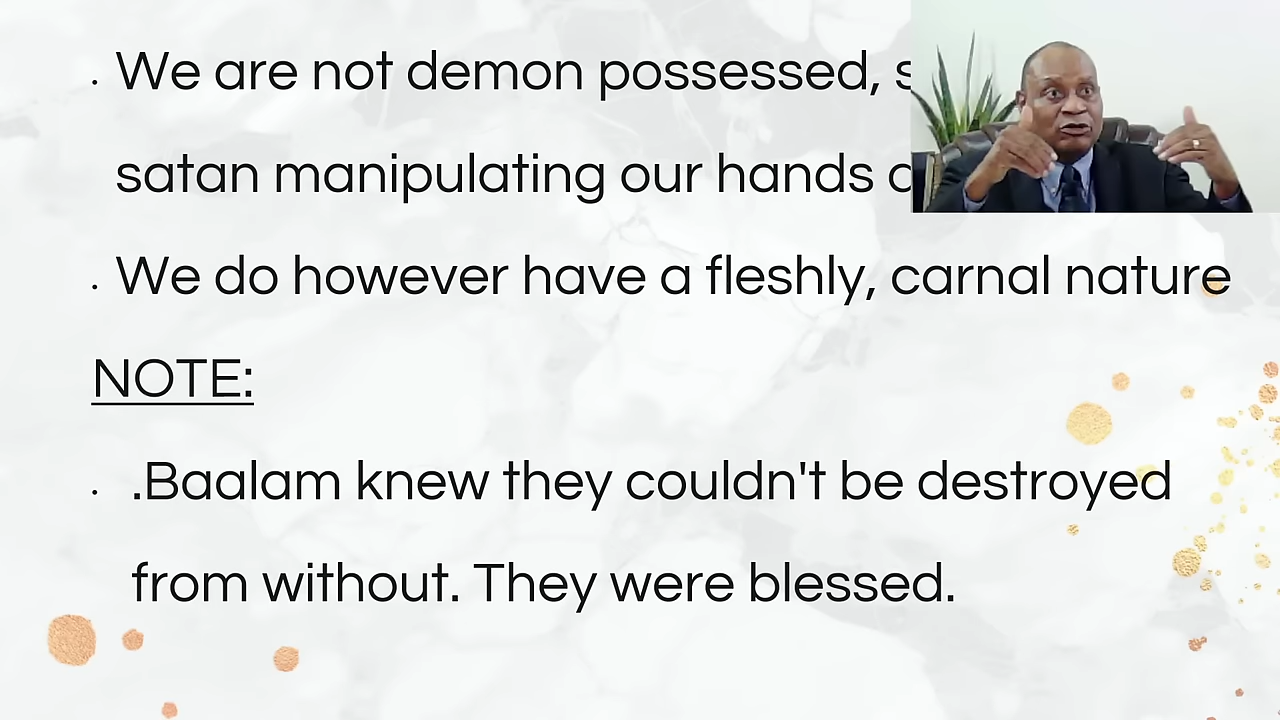 . We are not demon possessed,
satan manipulating our hands
. We do however have a fleshly, carnal nature
NOTE:
. .Baalam knew they couldn't be destroyed
from without. They were blessed.